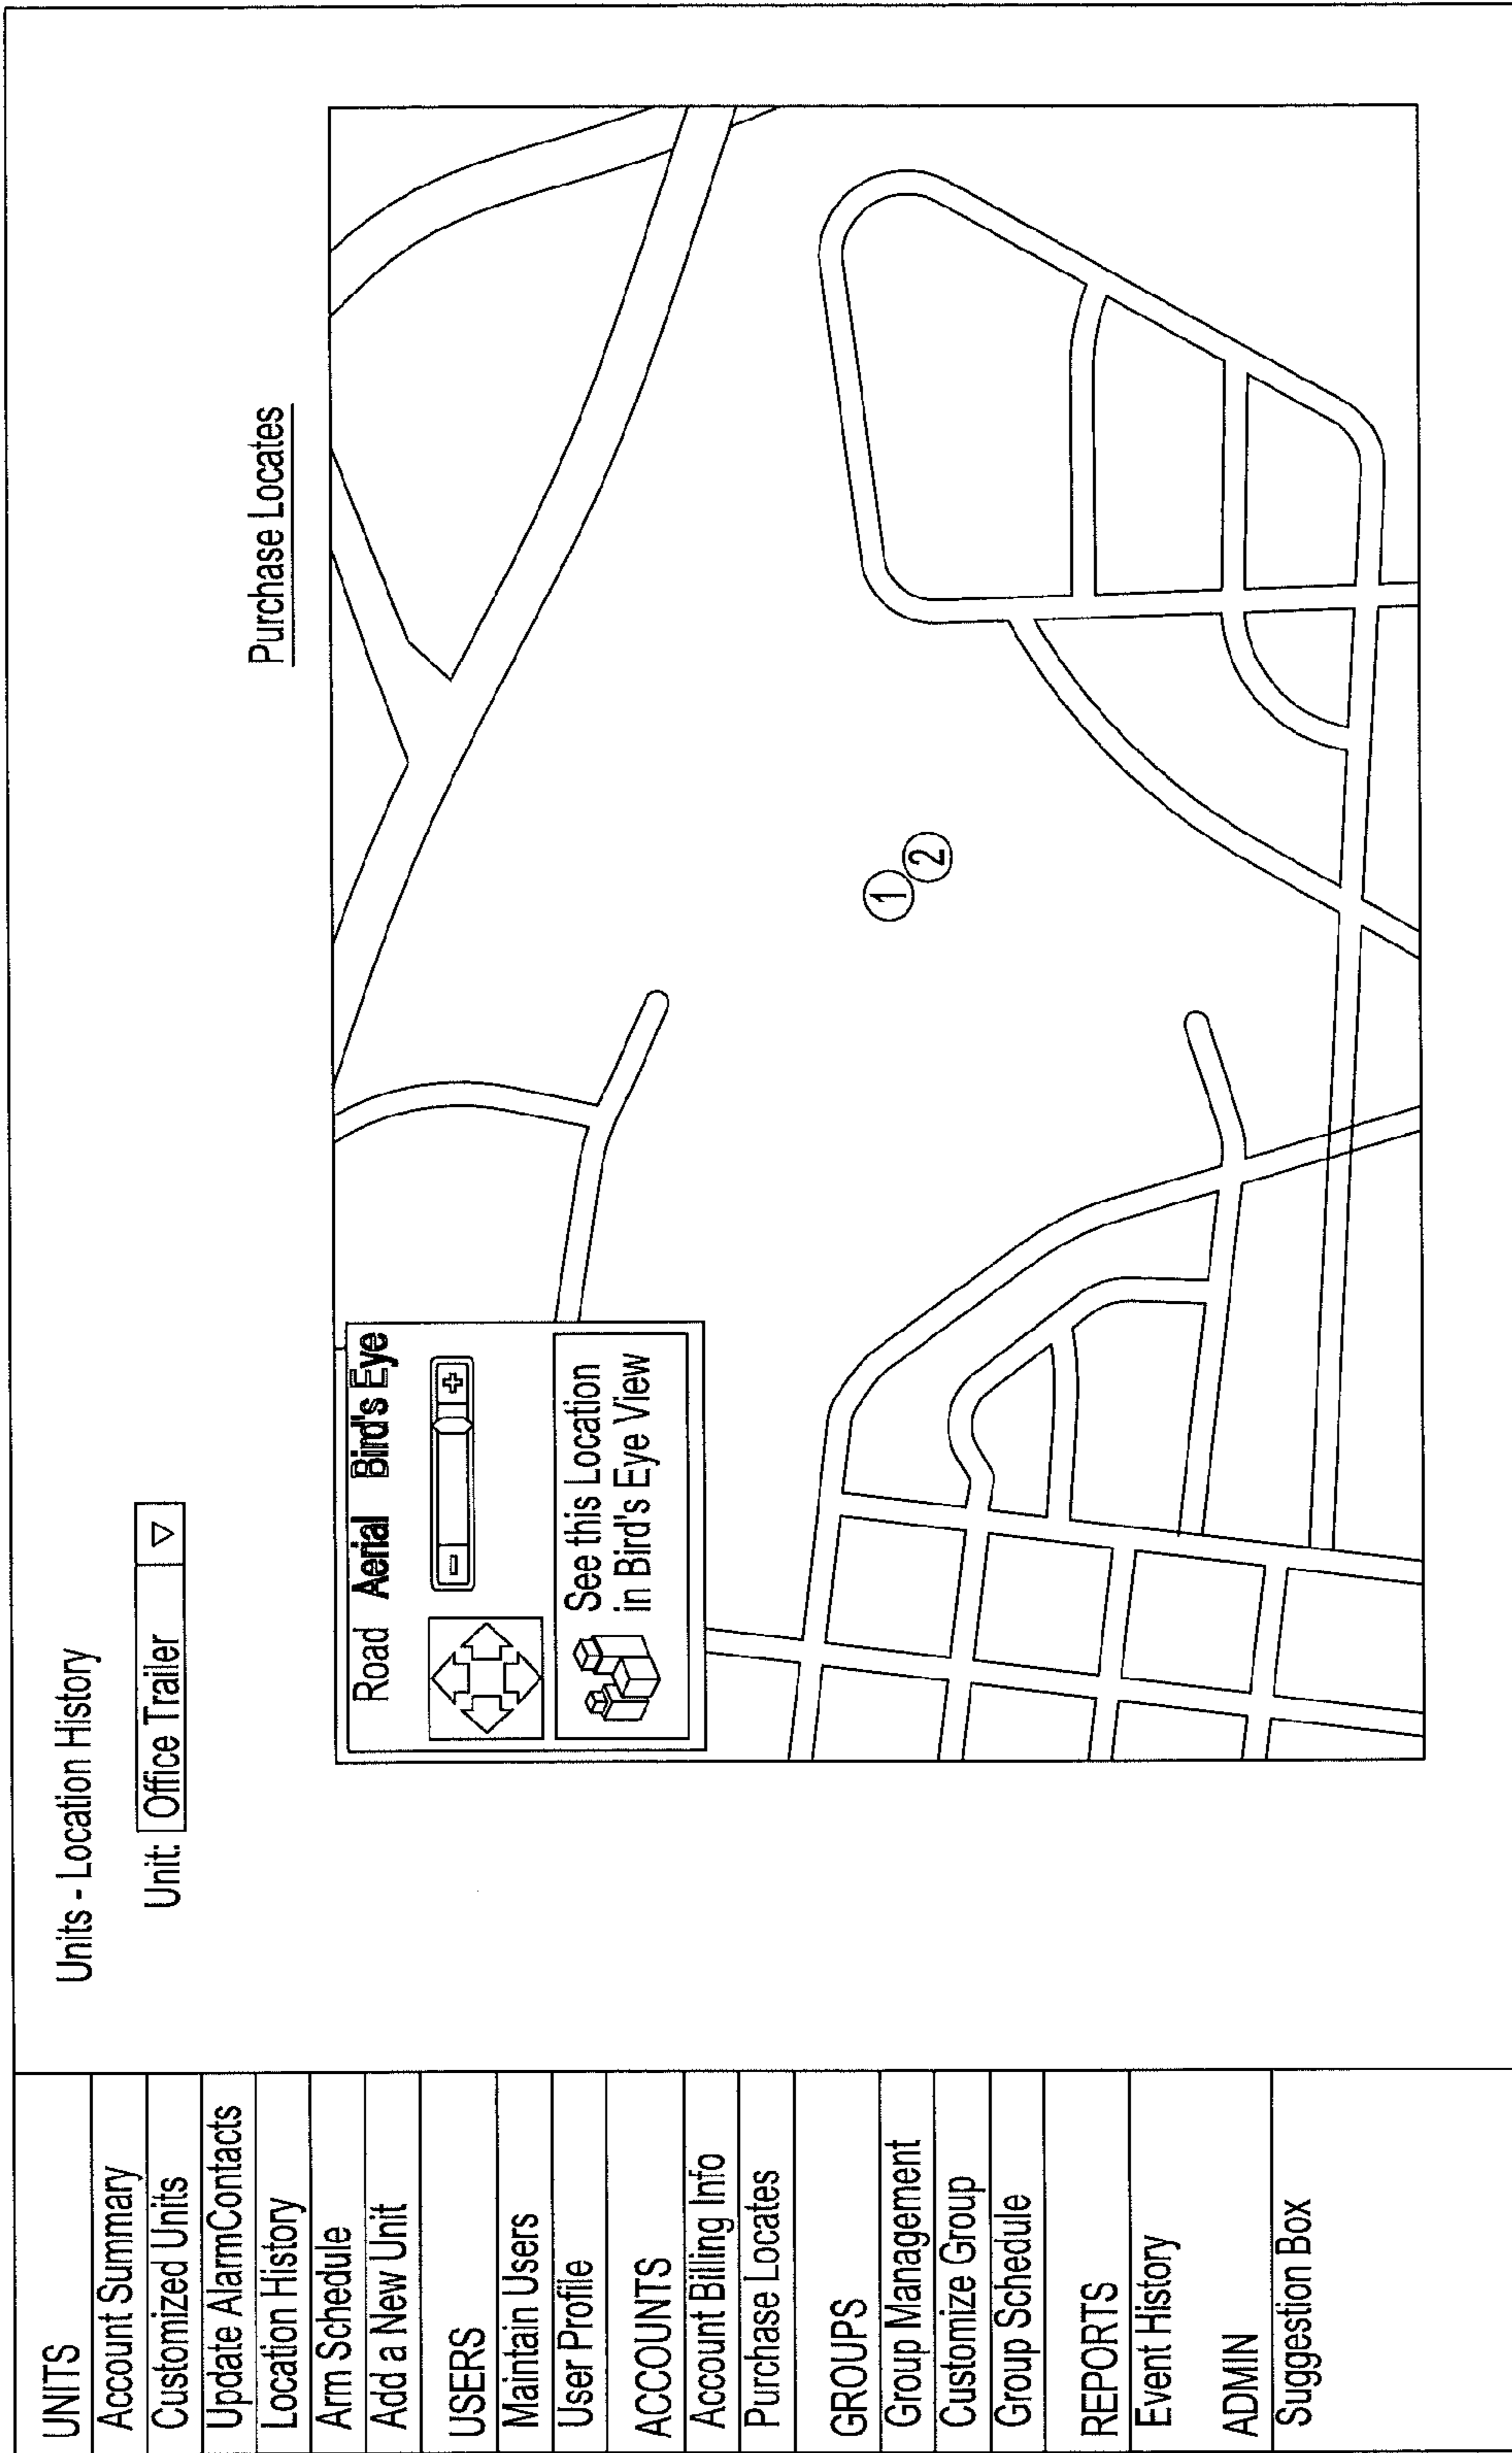 UNITS
Account Summary
Customized Units
Update AlarmContacts
Location History
Arm Schedule
Add a New Unit
USERS
Maintain Users
User Profile
ACCOUNTS
Account Billing Info
Purchase Locates
GROUPS
Group Management
Customize Group
Group Schedule
REPORTS
Event History
ADMIN
Suggestion Box
Units - Location History
Unit: Office Trailer
Purchase Locates
Road Aerial Bird's Eye
- +
See this Location
in Bird's Eye View
1
2